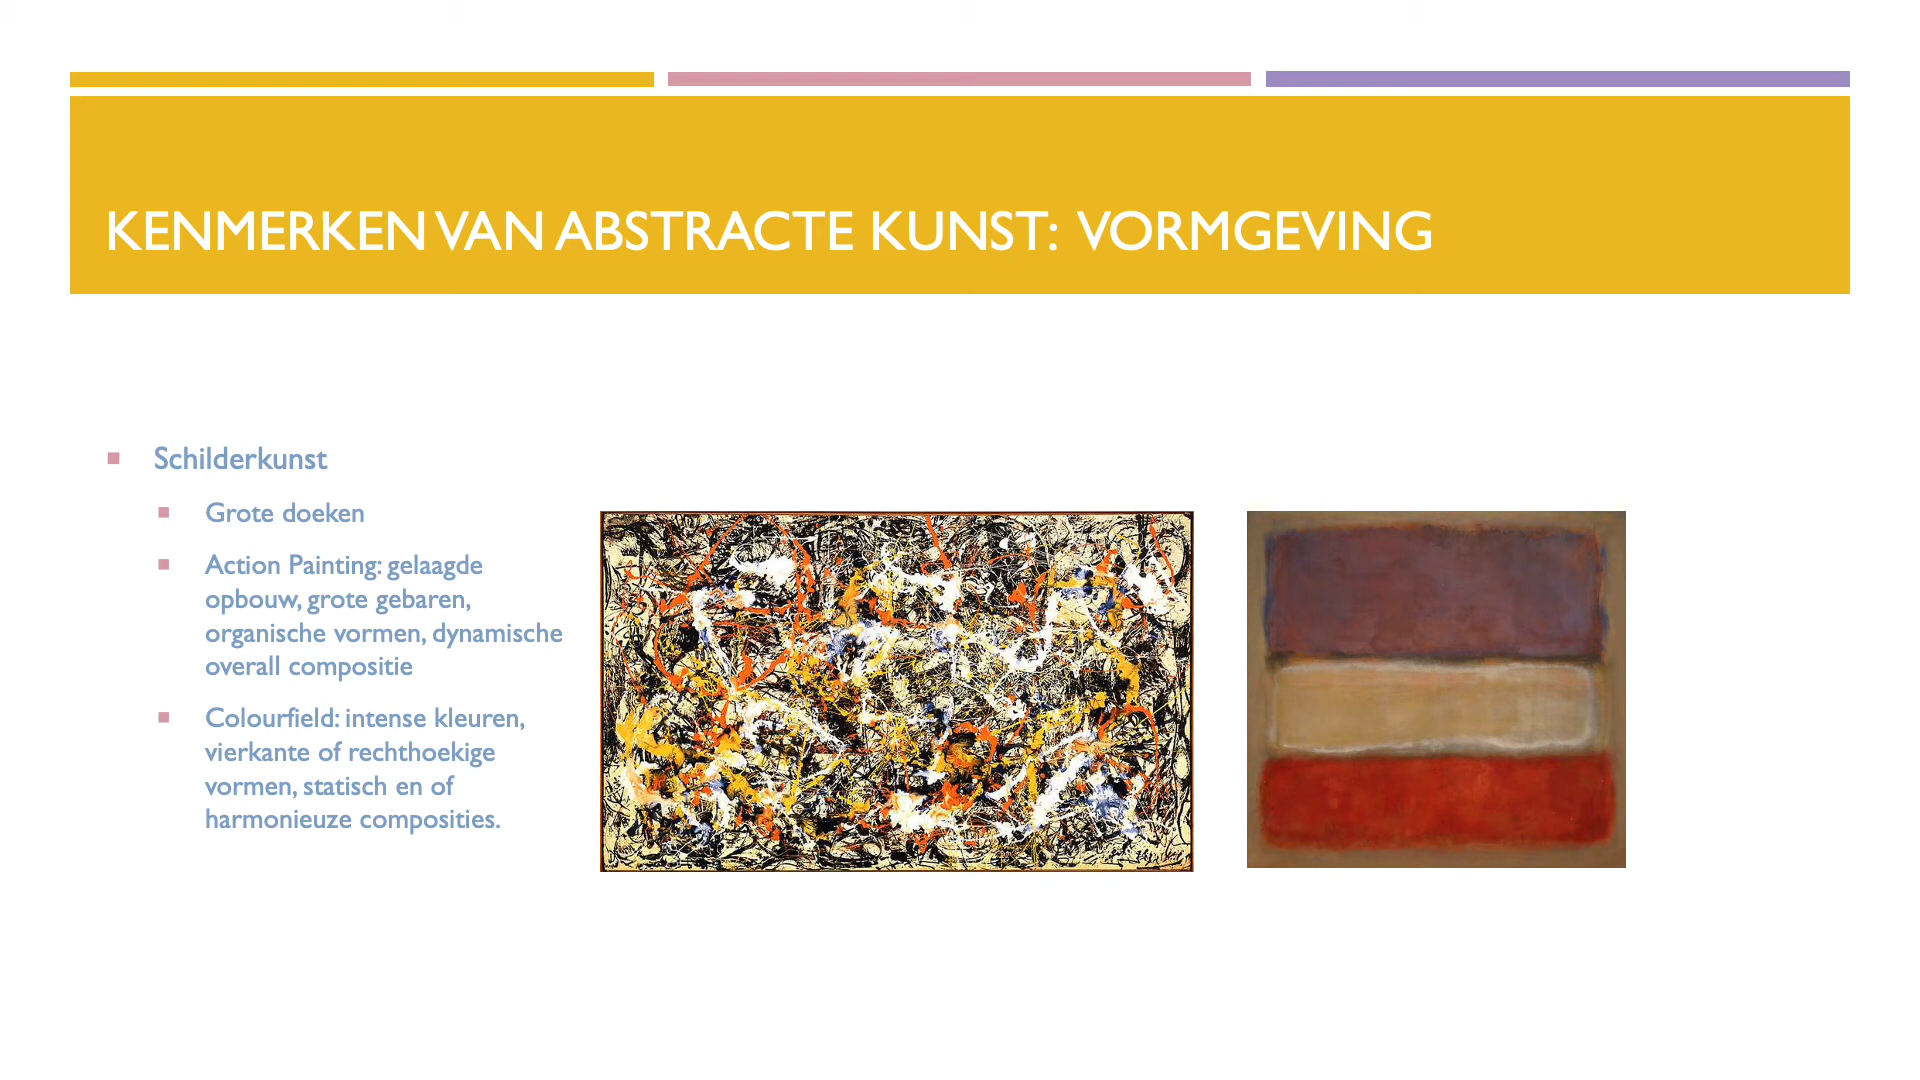 KENMERKEN VAN ABSTRACTE KUNST: VORMGEVING
Schilderkunst
Grote doeken
Action Painting: gelaagde
opbouw, grote gebaren,
organische vormen, dynamische
overall compositie
Colourfield: intense kleuren,
vierkante of rechthoekige
vormen, statisch en of
harmonieuze composities.